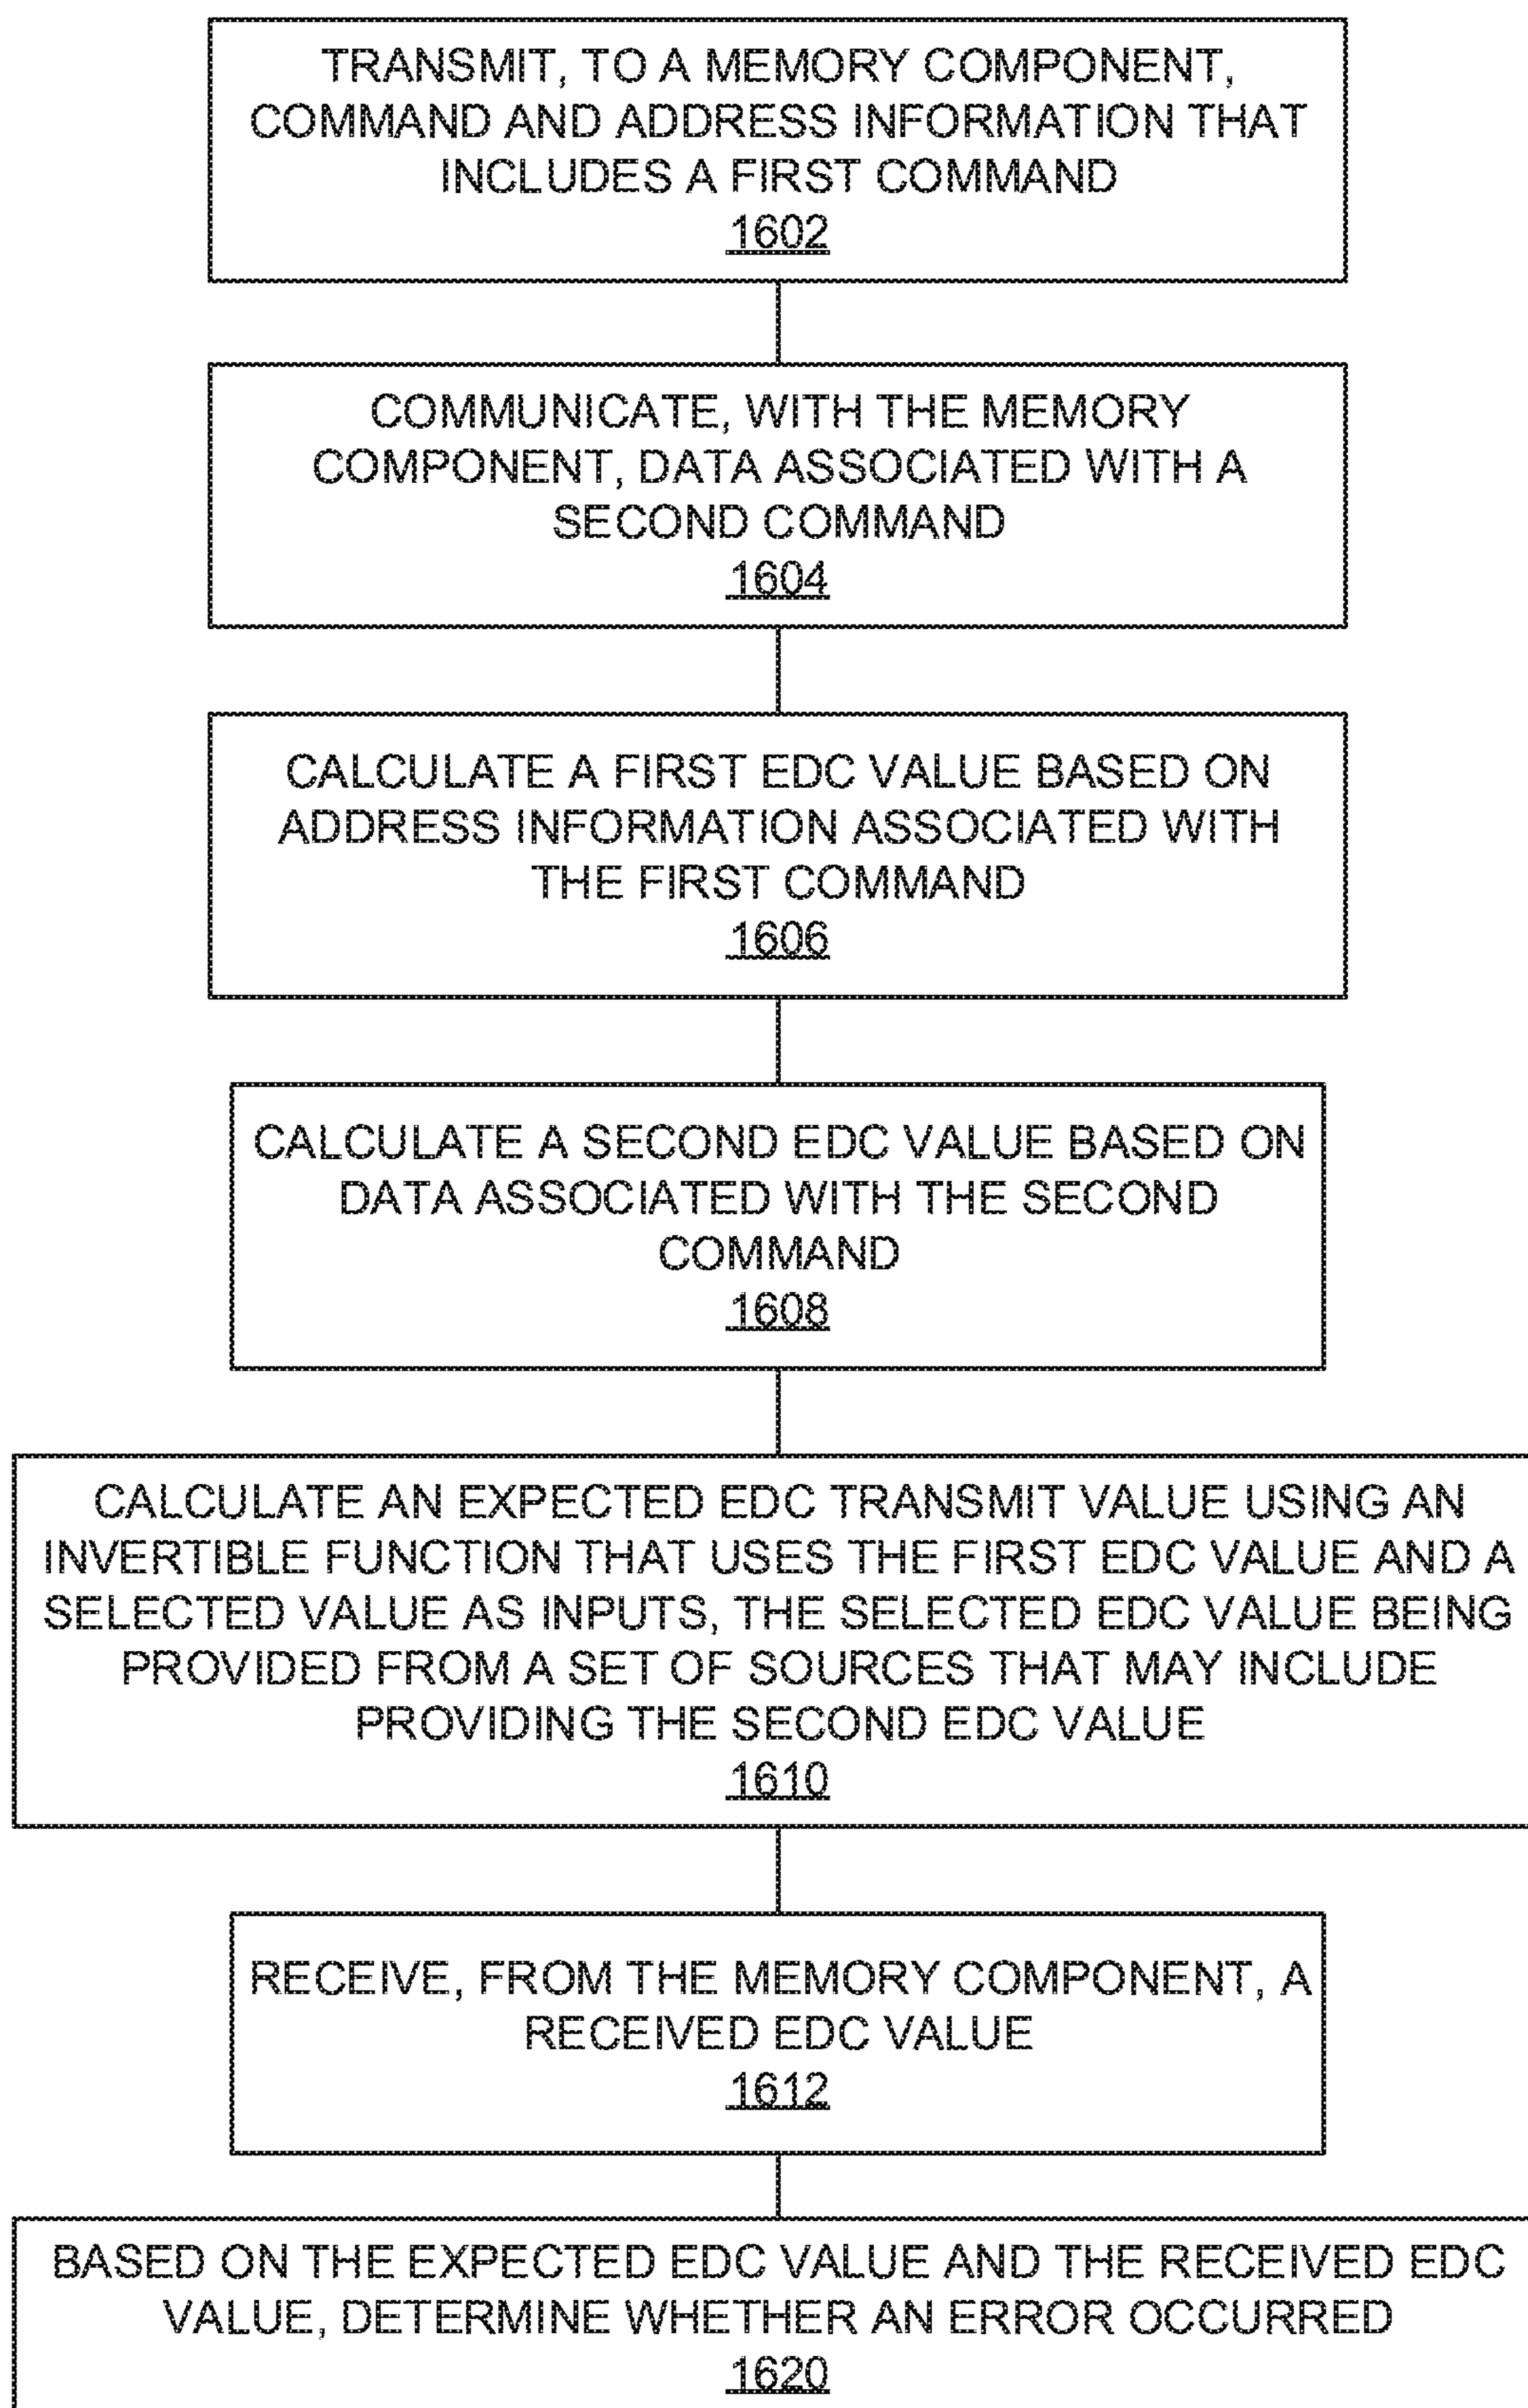 TRANSMIT, TO A MEMORY COMPONENT,
COMMAND AND ADDRESS INFORMATION THAT
INCLUDES A FIRST COMMAND
1602
COMMUNICATE, WITH THE MEMORY
COMPONENT, DATA ASSOCIATED WITH A
SECOND COMMAND
1604
CALCULATE A FIRST EDC VALUE BASED ON
ADDRESS INFORMATION ASSOCIATED WITH
THE FIRST COMMAND
1606
CALCULATE A SECOND EDC VALUE BASED ON
DATA ASSOCIATED WITH THE SECOND
COMMAND
1608
CALCULATE AN EXPECTED EDC TRANSMIT VALUE USING AN
INVERTIBLE FUNCTION THAT USES THE FIRST EDC VALUE AND A
SELECTED VALUE AS INPUTS, THE SELECTED EDC VALUE BEING
PROVIDED FROM A SET OF SOURCES THAT MAY INCLUDE
PROVIDING THE SECOND EDC VALUE
1610
RECEIVE, FROM THE MEMORY COMPONENT, A
RECEIVED EDC VALUE
1612
BASED ON THE EXPECTED EDC VALUE AND THE RECEIVED EDC
VALUE, DETERMINE WHETHER AN ERROR OCCURRED
1620